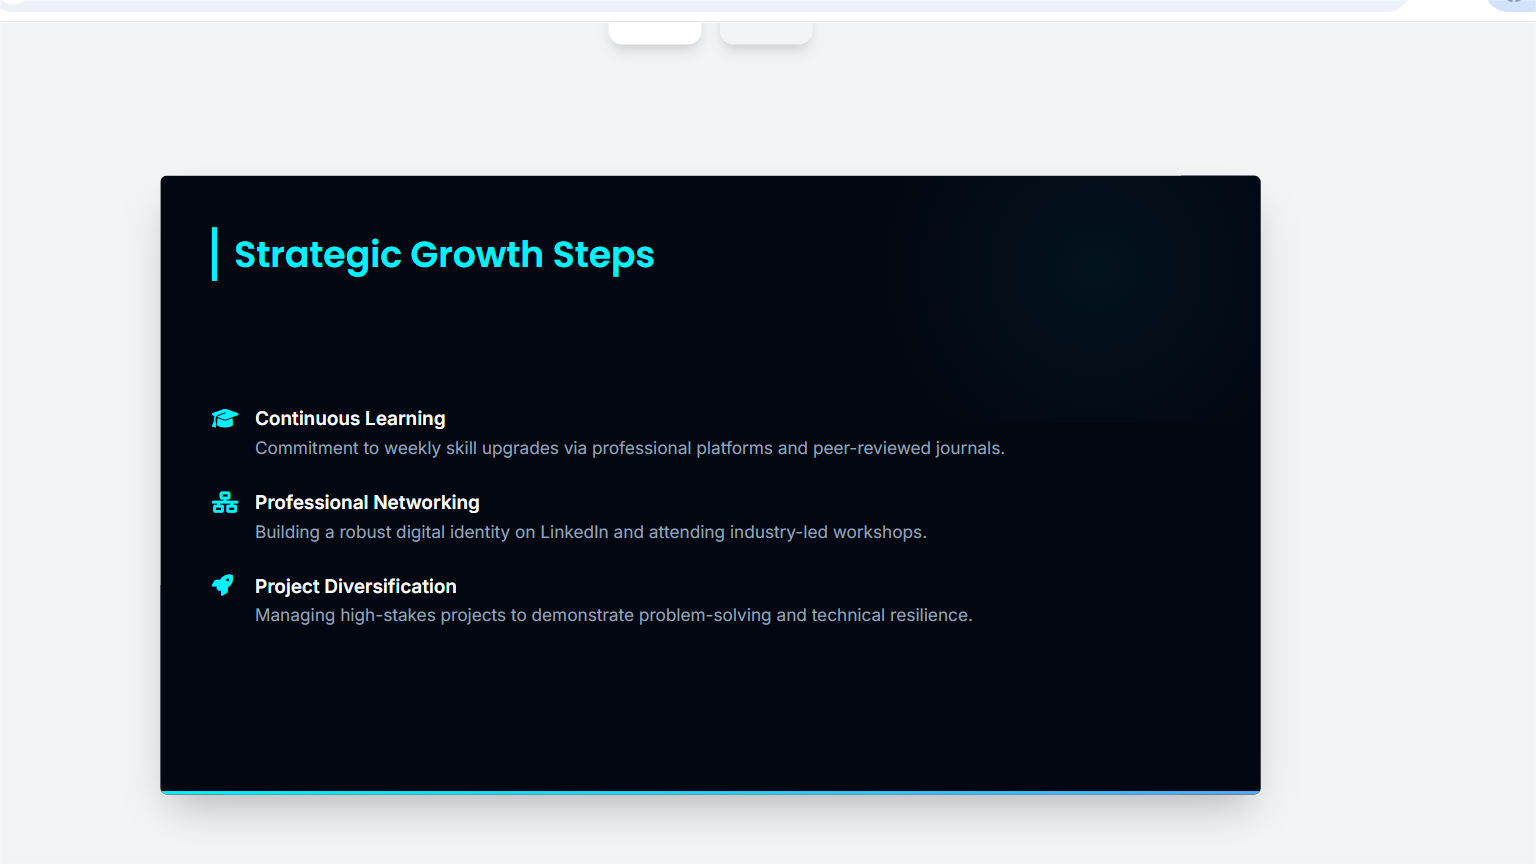 Strategic Growth Steps
Continuous Learning
Commitment to weekly skill upgrades via professional platforms and peer-reviewed journals.
Professional Networking
Building a robust digital identity on LinkedIn and attending industry-led workshops.
Project Diversification
Managing high-stakes projects to demonstrate problem-solving and technical resilience.